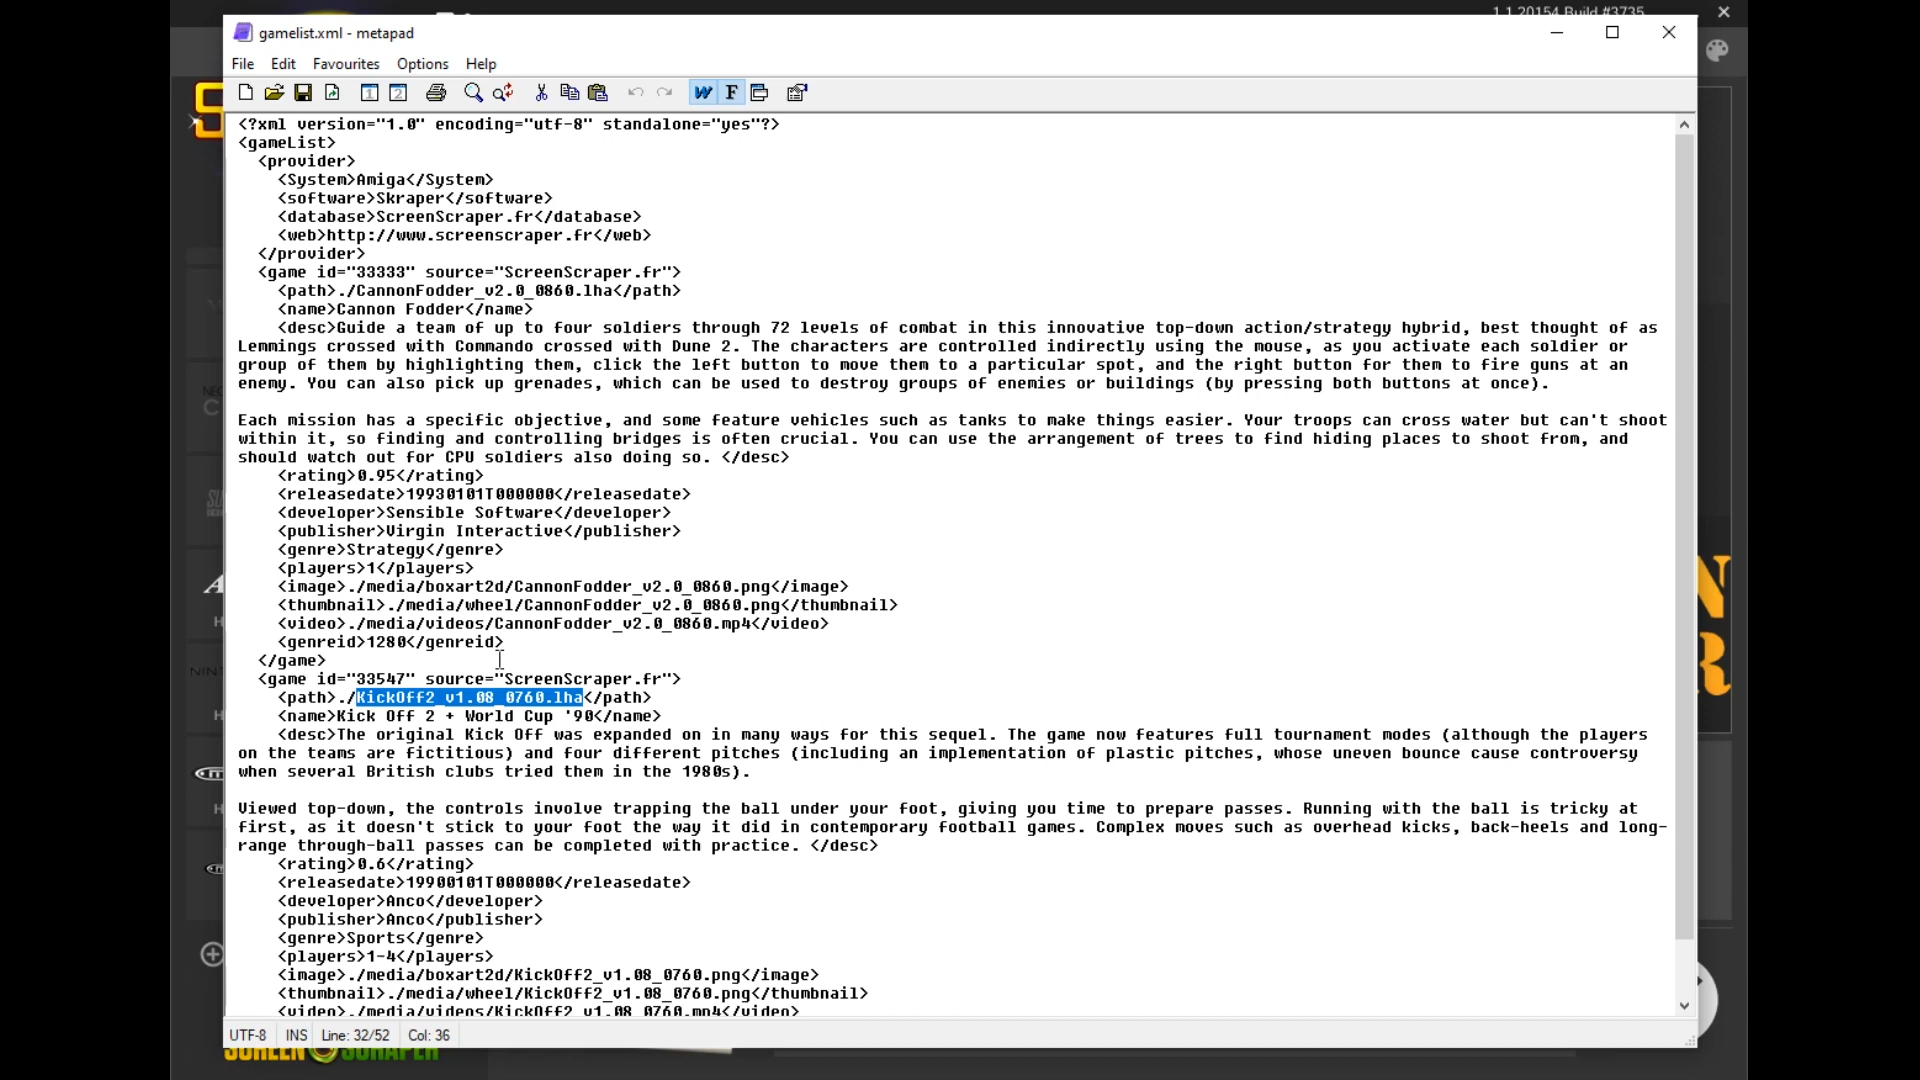 1.1.20154 Build #3735
gamelist.xml - metapad
File Edit Favourites Options Help
<?xml version="1.0" encoding="utf-8" standalone="yes"?>
<gameList>
<provider>
<System>Amiga</System>
<software>Skraper</software>
<database>ScreenScraper.fr</database>
<web>http://www.screenscraper.fr</web>
</provider>
<game id="33333" source="ScreenScraper.fr">
<path>./CannonFodder_v2.0_0860.lha</path>
<name>Cannon Fodder</name>
<desc>Guide a team of up to four soldiers through 72 levels of combat in this innovative top-down action/strategy hybrid, best thought of as
Lemmings crossed with Commando crossed with Dune 2. The characters are controlled indirectly using the mouse, as you activate each soldier or
group of them by highlighting them, click the left button to move them to a particular spot, and the right button for them to fire guns at an
enemy. You can also pick up grenades, which can be used to destroy groups of enemies or buildings (by pressing both buttons at once).
Each mission has a specific objective, and some feature vehicles such as tanks to make things easier. Your troops can cross water but can't shoot
within it, so finding and controlling bridges is often crucial. You can use the arrangement of trees to find hiding places to shoot from, and
should watch out for CPU soldiers also doing so. </desc>
<rating>0.95</rating>
<releasedate>19930101T000000</releasedate>
<developer>Sensible Software</developer>
<publisher>Virgin Interactive</publisher>
<genre>Strategy</genre>
<players>1</players>
<image>./media/boxart2d/CannonFodder_v2.0_0860.png</image>
<thumbnail>./media/wheel/CannonFodder_v2.0_0860.png</thumbnail>
<video>./media/videos/CannonFodder_v2.0_0860.mp4</video>
<genreid>1280</genreid>
</game>
<game id="33547" source="ScreenScraper.fr">
<path>./KickOff2_v1.08_0760.lha</path>
<name>Kick Off 2 + World Cup '90</name>
<desc>The original Kick Off was expanded on in many ways for this sequel. The game now features full tournament modes (although the players
on the teams are fictitious) and four different pitches (including an implementation of plastic pitches, whose uneven bounce cause controversy
when several British clubs tried them in the 1980s).
Viewed top-down, the controls involve trapping the ball under your foot, giving you time to prepare passes. Running with the ball is tricky at
first, as it doesn't stick to your foot the way it did in contemporary football games. Complex moves such as overhead kicks, back-heels and long-
range through-ball passes can be completed with practice. </desc>
<rating>0.6</rating>
<releasedate>19900101T000000</releasedate>
<developer>Anco</developer>
<publisher>Anco</publisher>
<genre>Sports</genre>
<players>1-4</players>
<image>./media/boxart2d/KickOff2_v1.08_0760.png</image>
<thumbnail>./media/wheel/KickOff2_v1.08_0760.png</thumbnail>
<video>./media/videos/KickOff2_v1.08_0760.mp4</video>
UTF-8 INS Line: 32/52 Col: 36
SCREEN SCRAPER